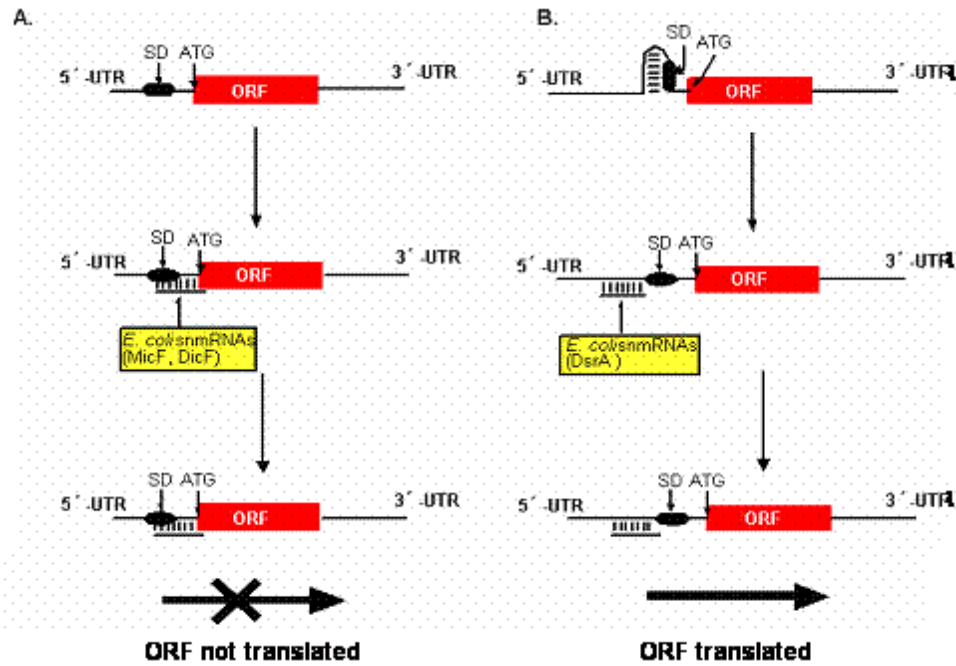 A.
SD ATG
5´-UTR ORF 3´-UTR
SD ATG
5´-UTR ORF 3´-UTR
E. colisnmRNAs
(MicF, DicF)
SD ATG
5´-UTR ORF 3´-UTR
ORF not translated
B.
SD ATG
5´-UTR ORF 3´-UTR
SD ATG
5´-UTR ORF 3´-UTR
E. colisnmRNAs
(DsrA )
SD ATG
5´-UTR ORF 3´-UTR
ORF translated